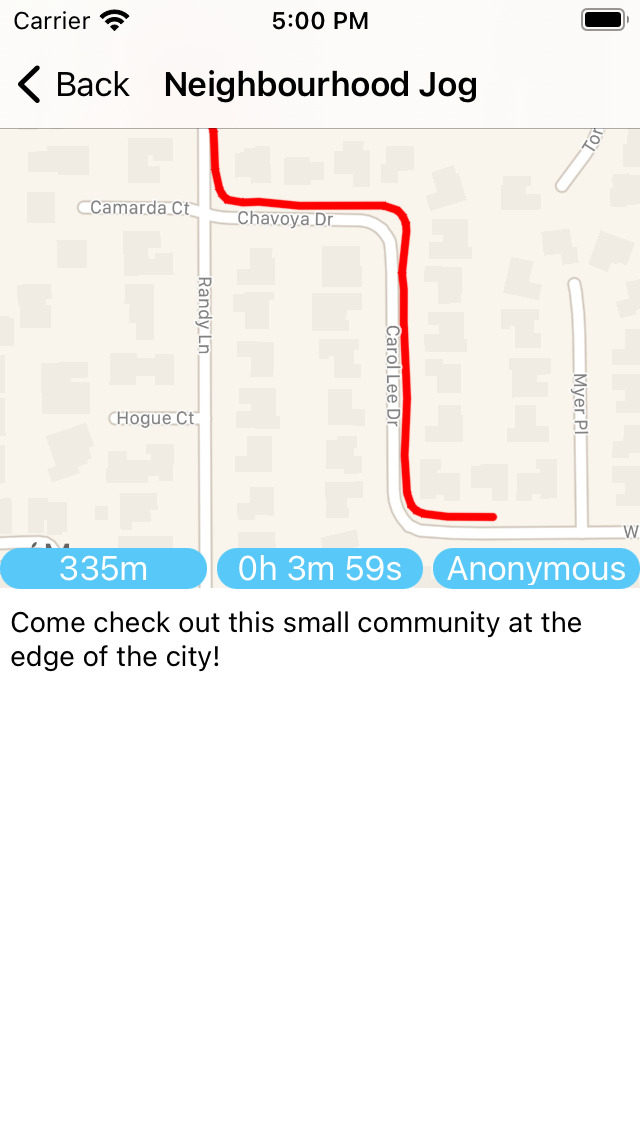 Carrier 5:00 PM
Back Neighbourhood Jog
Tor
Camarda Ct
Chavoya Dr
Randy Ln
Carol Lee Dr
Myer Pl
Hogue Ct
W
335m 0h 3m 59s Anonymous
Come check out this small community at the
edge of the city!